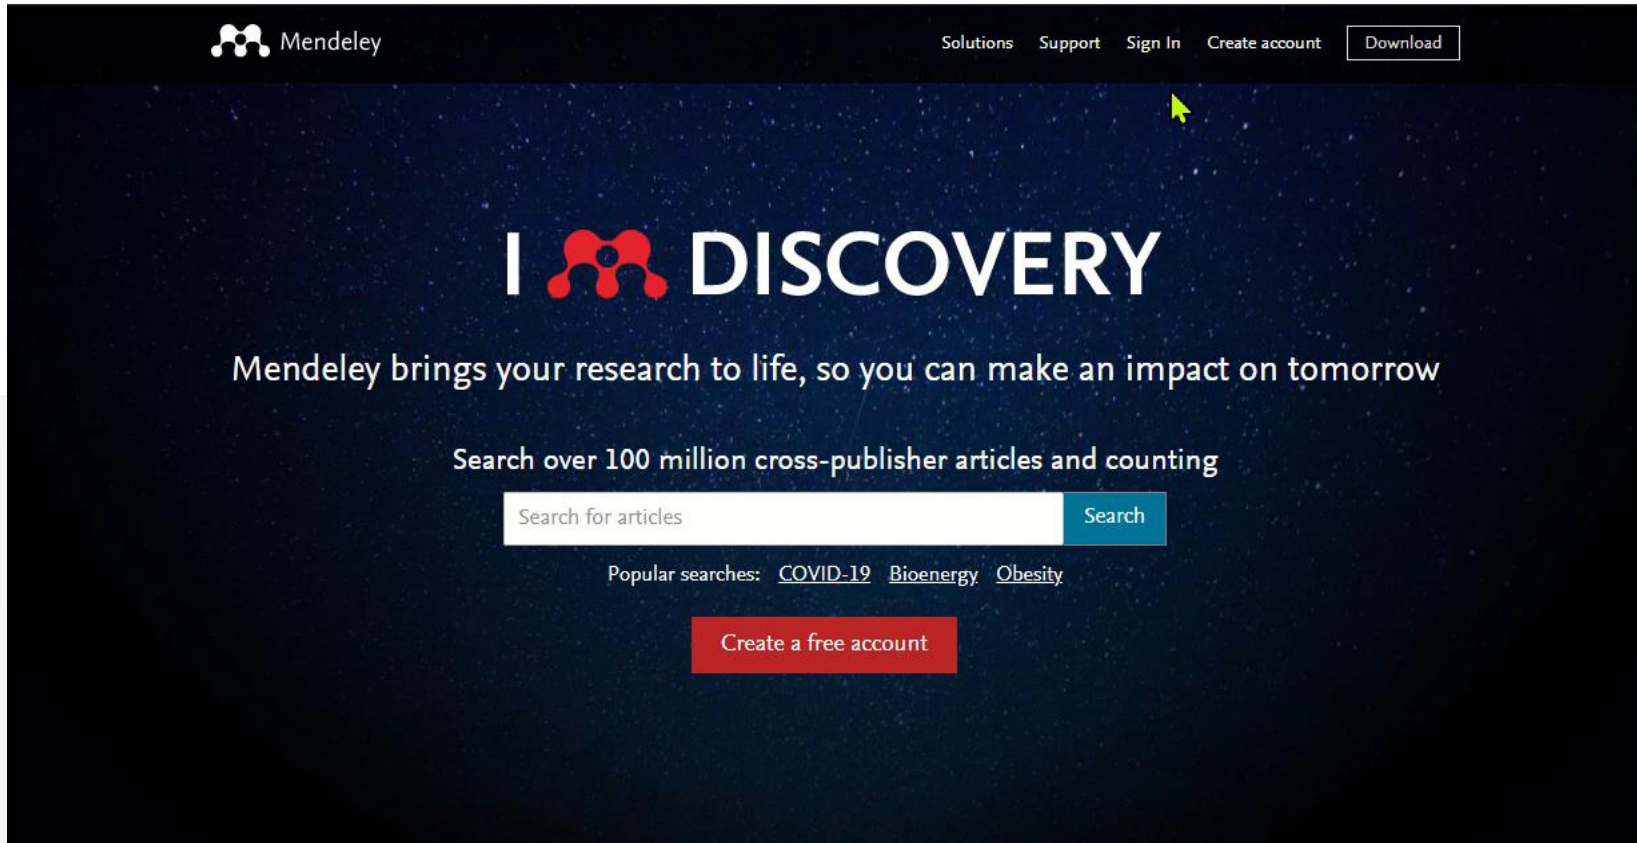 Mendeley
Solutions Support Sign In Create account Download
I DISCOVERY
Mendeley brings your research to life, so you can make an impact on tomorrow
Search over 100 million cross-publisher articles and counting
Search for articles Search
Popular searches: COVID-19 Bioenergy Obesity
Create a free account